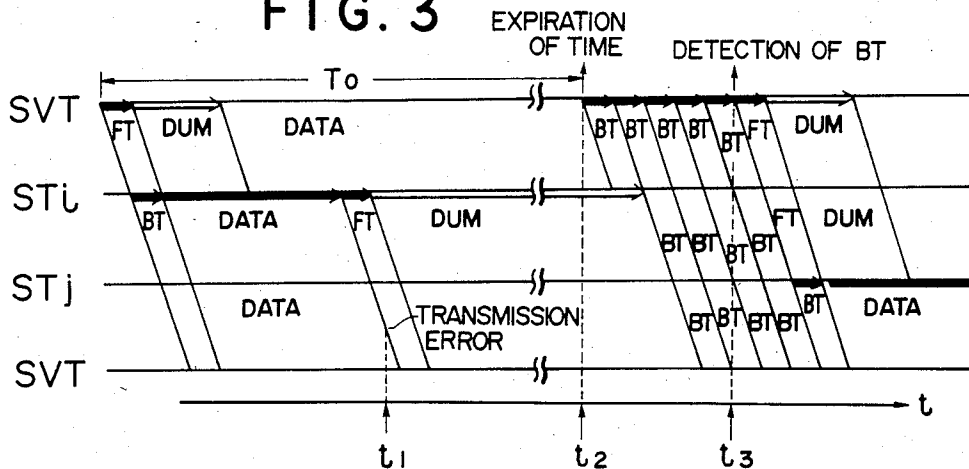 FIG. 3
EXPIRATION
OF TIME
DETECTION OF BT
To
SVT
FT
DUM
DATA
BT
BT
BT
BT
BT
FT
DUM
STi
BT
DATA
FT
DUM
BT
BT
BT
BT
FT
DUM
STj
DATA
TRANSMISSION
ERROR
BT
BT
BT
BT
BT
DATA
SVT
t
t1
t2
t3